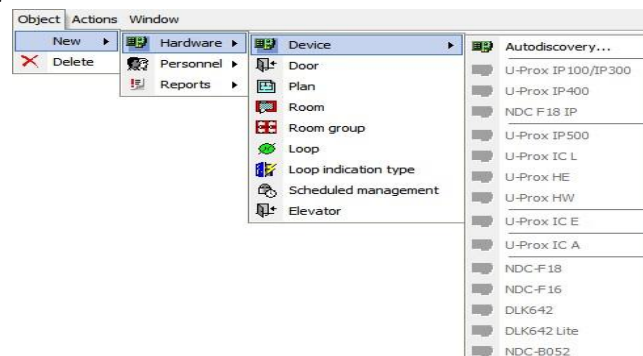 Object Actions Window
New
Delete
Hardware
Personnel
Reports
Device
Door
Plan
Room
Room group
Loop
Loop indication type
Scheduled management
Elevator
Autodiscovery...
U-Prox IP100/IP300
U-Prox IP400
NDC F18 IP
U-Prox IP500
U-Prox IC L
U-Prox HE
U-Prox HW
U-Prox IC E
U-Prox IC A
NDC-F18
NDC-F16
DLK642
DLK642 Lite
NDC-B052